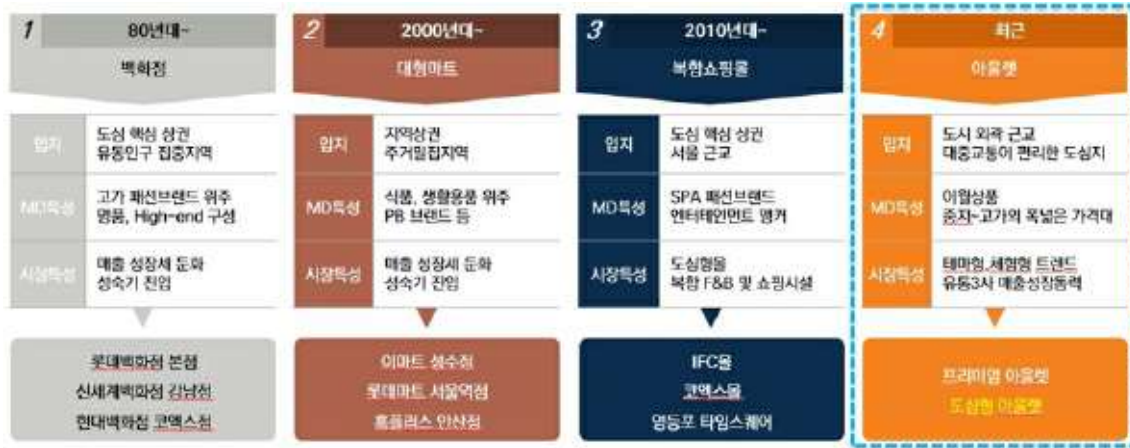 1 80년대~
백화점
입지
도심 핵심 상권
유동인구 집중지역
MD특성
고가 패션브랜드 위주
명품, High-end 구성
시장특성
매출 성장세 둔화
성숙기 진입
롯데백화점 본점
신세계백화점 강남점
현대백화점 코엑스점
2 2000년대~
대형마트
입지
지역상권
주거밀집지역
MD특성
식품, 생활용품 위주
PB 브랜드 등
시장특성
매출 성장세 둔화
성숙기 진입
이마트 성수점
롯데마트 서울역점
홈플러스 안산점
3 2010년대~
복합쇼핑몰
입지
도심 핵심 상권
서울 근교
MD특성
SPA 패션브랜드
엔터테인먼트 앵커
시장특성
도심형몰
복합 F&B 및 쇼핑시설
IFC몰
코엑스몰
영등포 타임스퀘어
4 최근
아울렛
입지
도시 외곽 근교
대중교통이 편리한 도심지
MD특성
이월상품
중저~고가의 폭넓은 가격대
시장특성
테마형,체험형 트렌드
유통3사 매출성장동력
프리미엄 아울렛
도심형 아울렛